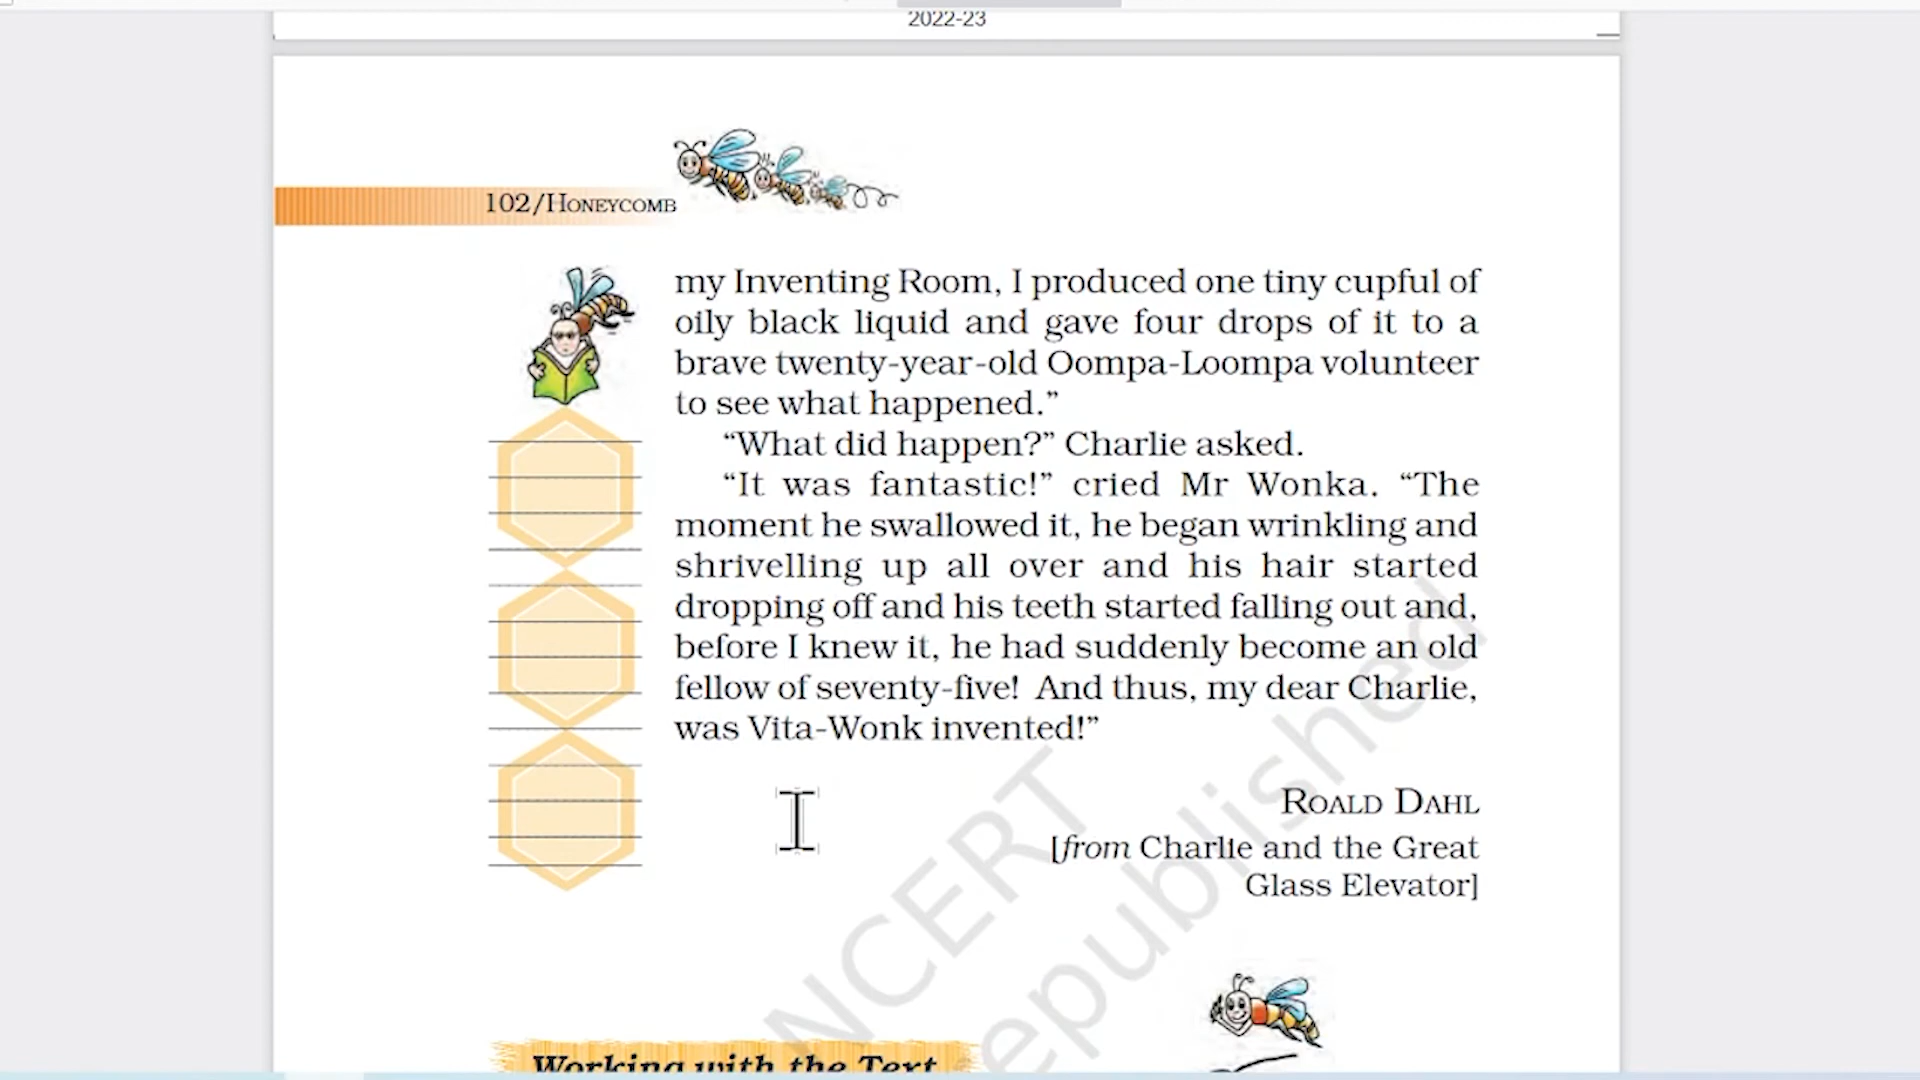 2022-23
102/HONEYCOMB
my Inventing Room, I produced one tiny cupful of
oily black liquid and gave four drops of it to a
brave twenty-year-old Oompa-Loompa volunteer
to see what happened.”
“What did happen?” Charlie asked.
“It was fantastic!” cried Mr Wonka. “The
moment he swallowed it, he began wrinkling and
shrivelling up all over and his hair started
dropping off and his teeth started falling out and,
before I knew it, he had suddenly become an old
fellow of seventy-five! And thus, my dear Charlie,
was Vita-Wonk invented!”
ROALD DAHL
[from Charlie and the Great
Glass Elevator]
NCERT
epublished
Working with the Text